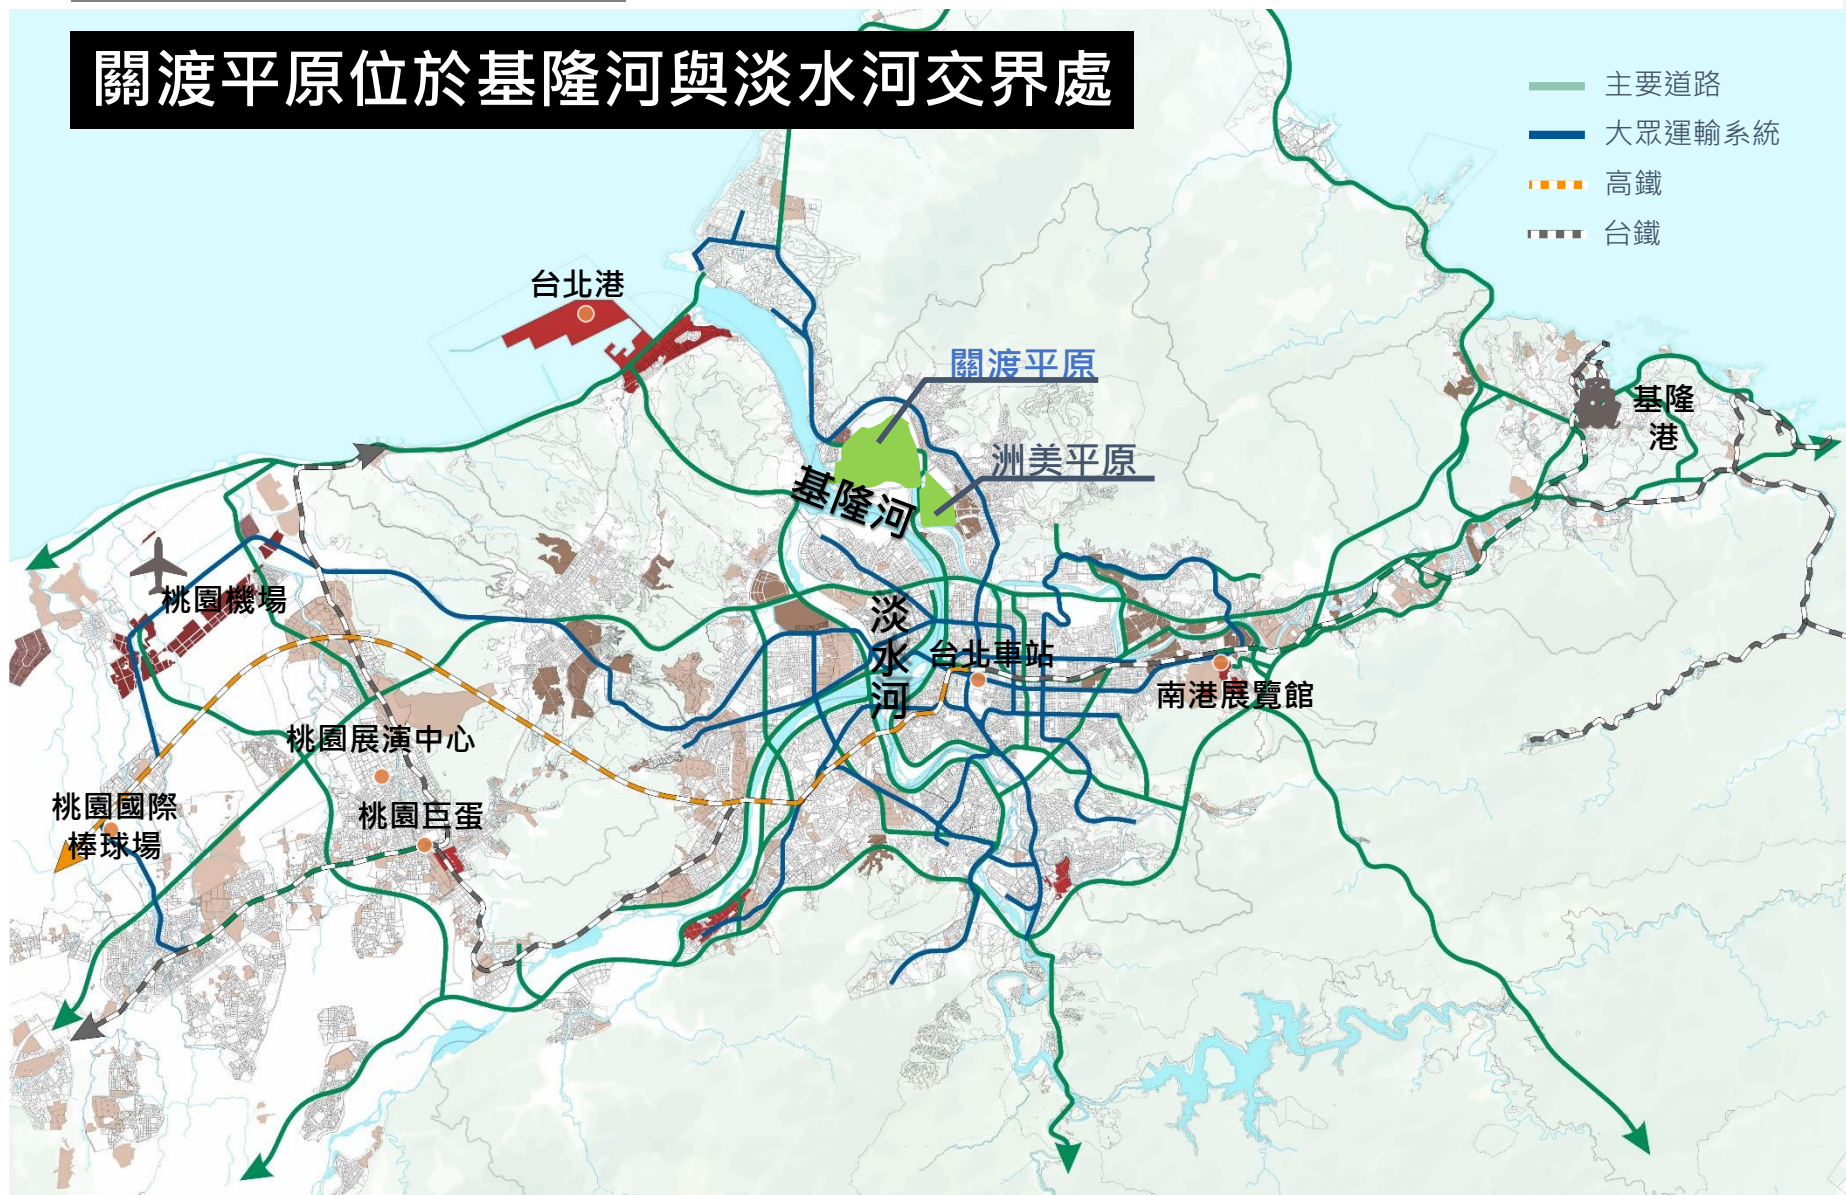 關渡平原位於基隆河與淡水河交界處
主要道路
大眾運輸系統
高鐵
台鐵
台北港
關渡平原
基隆
港
洲美平原
基隆河
桃園機場
淡水河
台北車站
南港展覽館
桃園展演中心
桃園國際
棒球場
桃園巨蛋